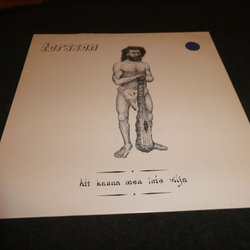 Torsson
Att kunna men inte vilja